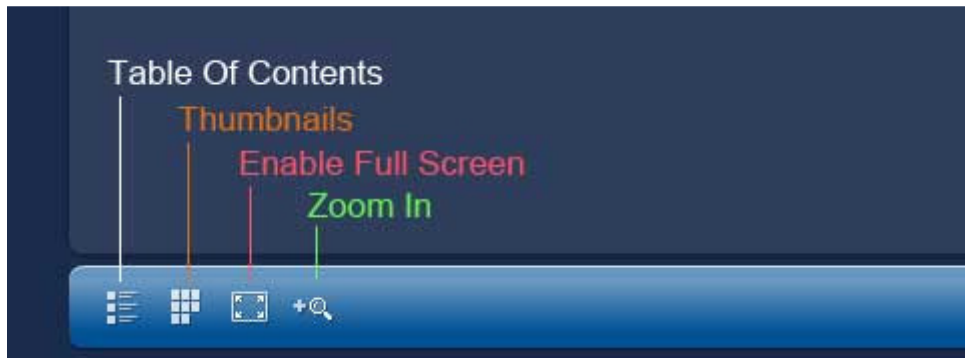 Table Of Contents
Thumbnails
Enable Full Screen
Zoom In